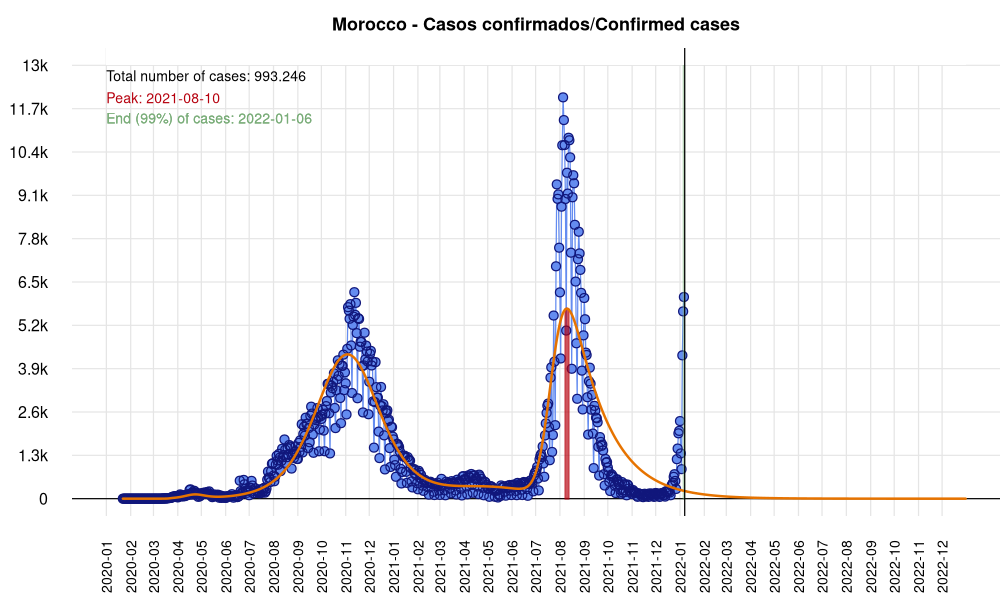 Morocco - Casos confirmados/Confirmed cases
Total number of cases: 993.246
Peak: 2021-08-10
End (99%) of cases: 2022-01-06
13k
11.7k
10.4k
9.1k
7.8k
6.5k
5.2k
3.9k
2.6k
1.3k
0
2020-01
2020-02
2020-03
2020-04
2020-05
2020-06
2020-07
2020-08
2020-09
2020-10
2020-11
2020-12
2021-01
2021-02
2021-03
2021-04
2021-05
2021-06
2021-07
2021-08
2021-09
2021-10
2021-11
2021-12
2022-01
2022-02
2022-03
2022-04
2022-05
2022-06
2022-07
2022-08
2022-09
2022-10
2022-11
2022-12